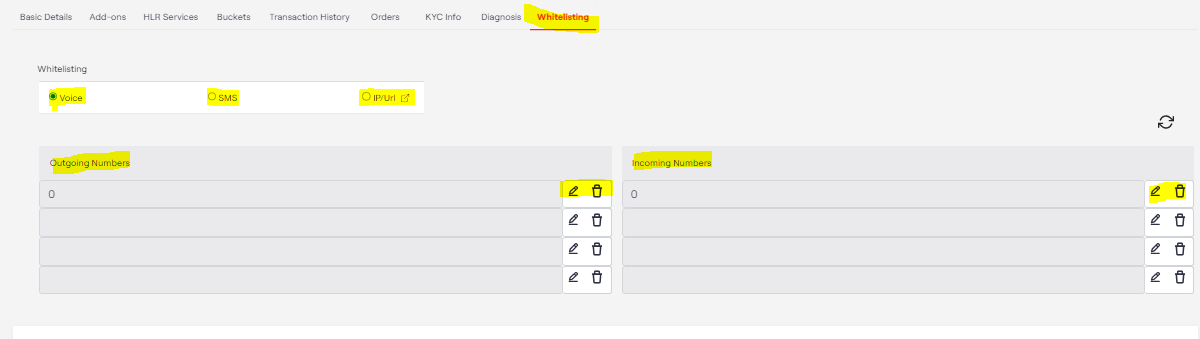 Basic Details Add-ons HLR Services Buckets Transaction History Orders KYC Info Diagnosis Whitelisting
Whitelisting
Voice SMS IP/Url
Outgoing Numbers Incoming Numbers
0 0